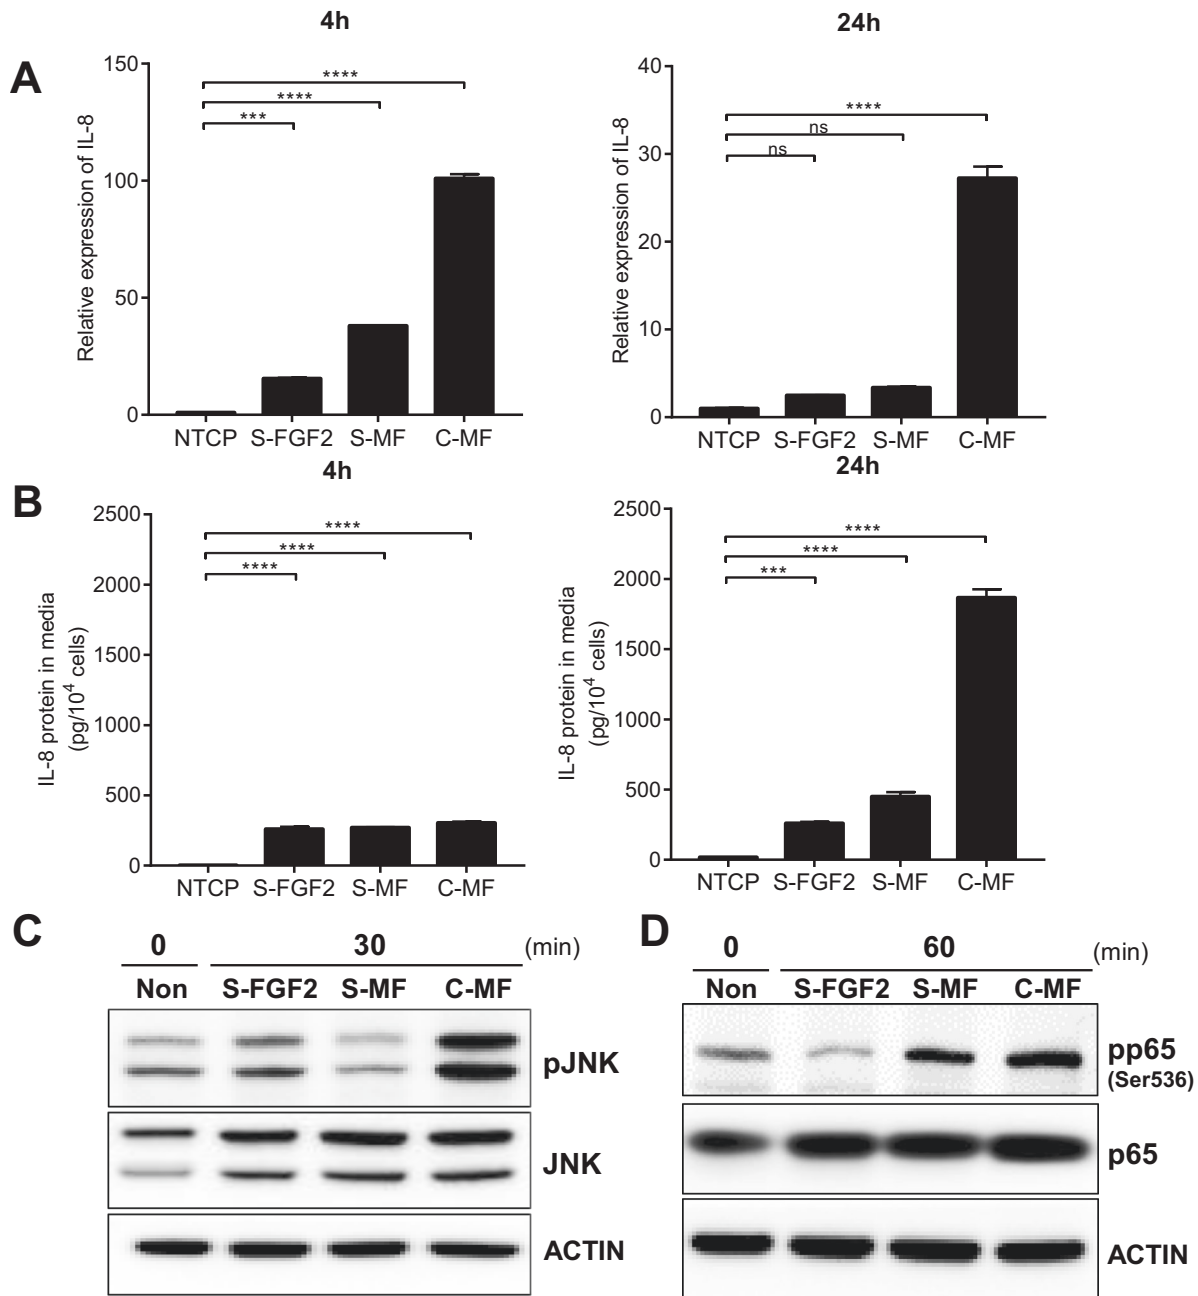 4h
24h
A
150
100
50
0
Relative expression of IL-8
****
****
***
NTCP S-FGF2 S-MF C-MF
40
30
20
10
0
Relative expression of IL-8
****
ns
ns
NTCP S-FGF2 S-MF C-MF
4h
24h
B
2500
2000
1500
1000
500
0
IL-8 protein in media
(pg/10⁴ cells)
****
****
****
NTCP S-FGF2 S-MF C-MF
2500
2000
1500
1000
500
0
IL-8 protein in media
(pg/10⁴ cells)
****
****
***
NTCP S-FGF2 S-MF C-MF
C
0 30 (min)
Non S-FGF2 S-MF C-MF
pJNK
JNK
ACTIN
D
0 60 (min)
Non S-FGF2 S-MF C-MF
pp65
(Ser536)
p65
ACTIN